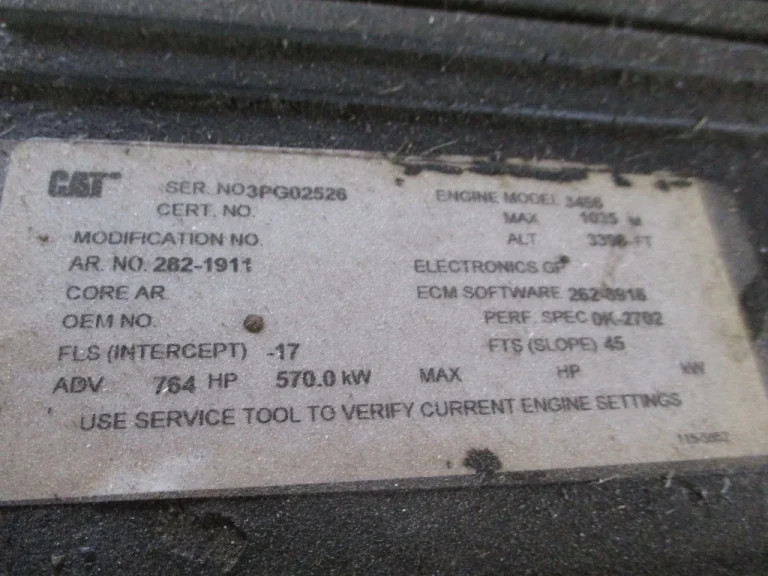 CAT
SER. NO 3PG02526 ENGINE MODEL 3456
CERT. NO. MAX 1035 M
MODIFICATION NO. ALT FT
AR. NO. 282-1911 ELECTRONICS GP
CORE AR ECM SOFTWARE 262-8918
OEM NO. PERF. SPEC 0K-2702
FLS (INTERCEPT) -17 FTS (SLOPE) 45
ADV. 764 HP 570.0 kW MAX HP kW
USE SERVICE TOOL TO VERIFY CURRENT ENGINE SETTINGS